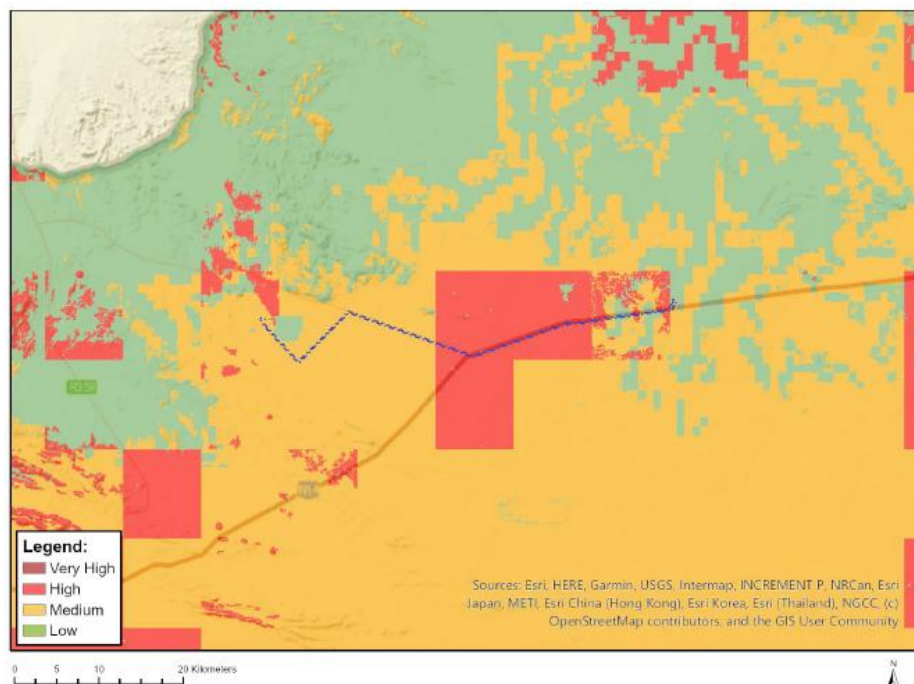 Legend:
Very High
High
Medium
Low
Sources: Esri, HERE, Garmin, USGS, Intermap, INCREMENT P, NRCan, Esri
Japan, METI, Esri China (Hong Kong), Esri Korea, Esri (Thailand), NGCC, (c)
OpenStreetMap contributors, and the GIS User Community
0 5 10 20 Kilometers
N